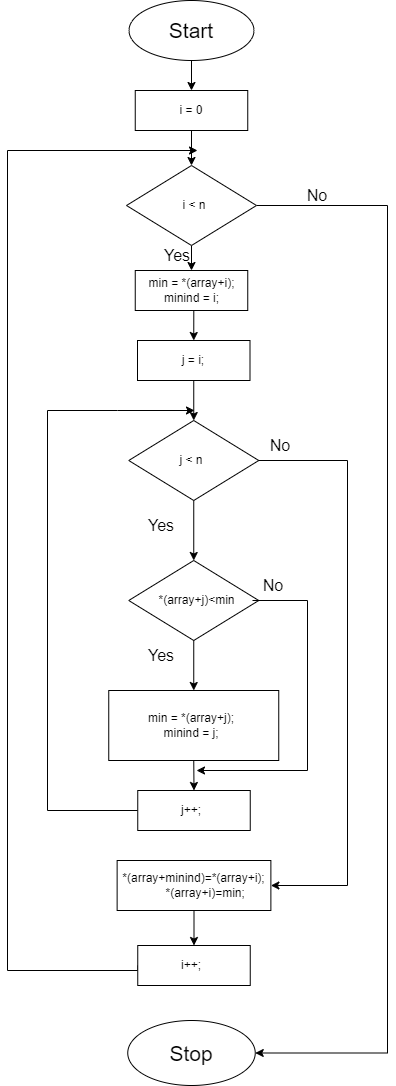 Start
i = 0
i < n
No
Yes
min = *(array+i);
minind = i;
j = i;
j < n
No
Yes
*(array+j)<min
No
Yes
min = *(array+j);
minind = j;
j++;
*(array+minind)=*(array+i);
*(array+i)=min;
i++;
Stop